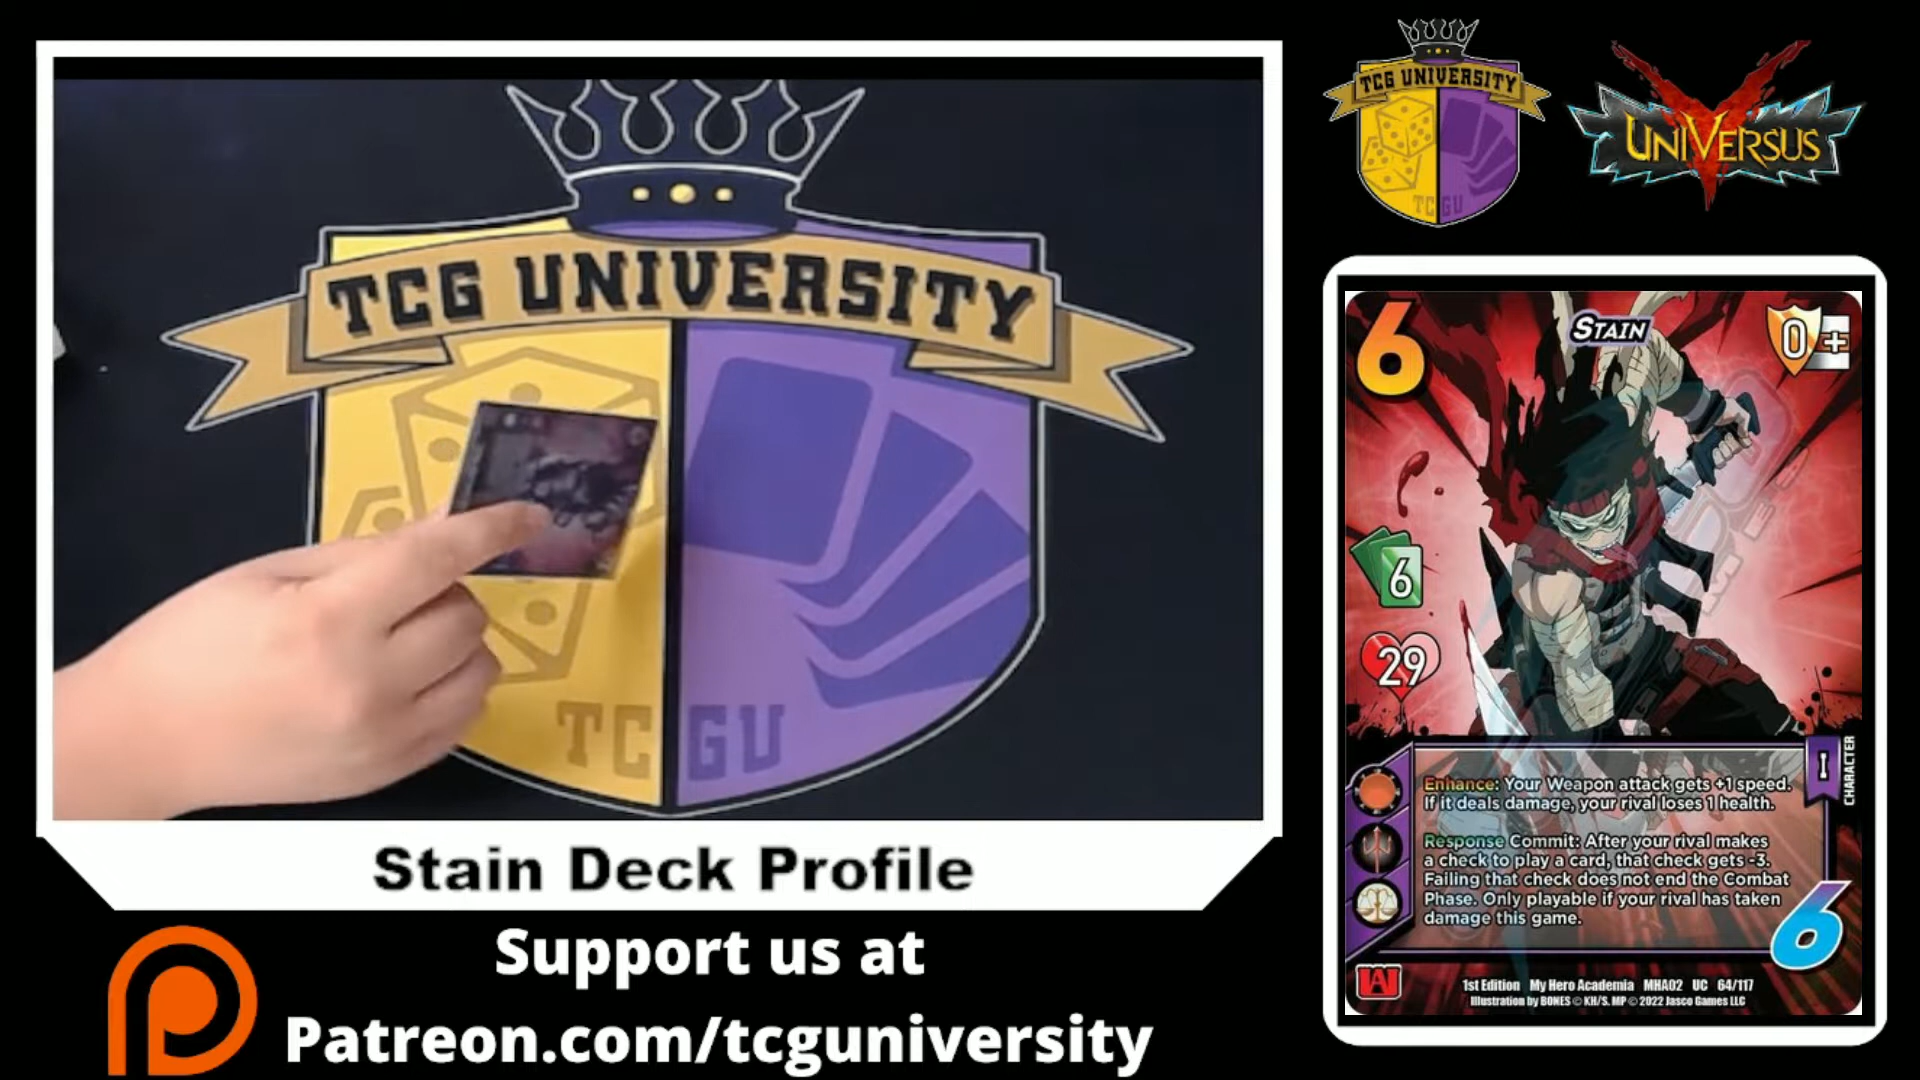 TCG UNIVERSITY
TC GU
Stain Deck Profile
Support us at
Patreon.com/tcguniversity
TCG UNIVERSITY
TC GU
UNIVERSUS
6
STAIN
0 +
6
29
I
CHARACTER
Enhance: Your Weapon attack gets +1 speed.
If it deals damage, your rival loses 1 health.
Response Commit: After your rival makes
a check to play a card, that check gets -3.
Failing that check does not end the Combat
Phase. Only playable if your rival has taken
damage this game.
6
1st Edition My Hero Academia MHA02 UC 64/117
Illustration by BONES © KH/S. MP © 2022 Jasco Games LLC